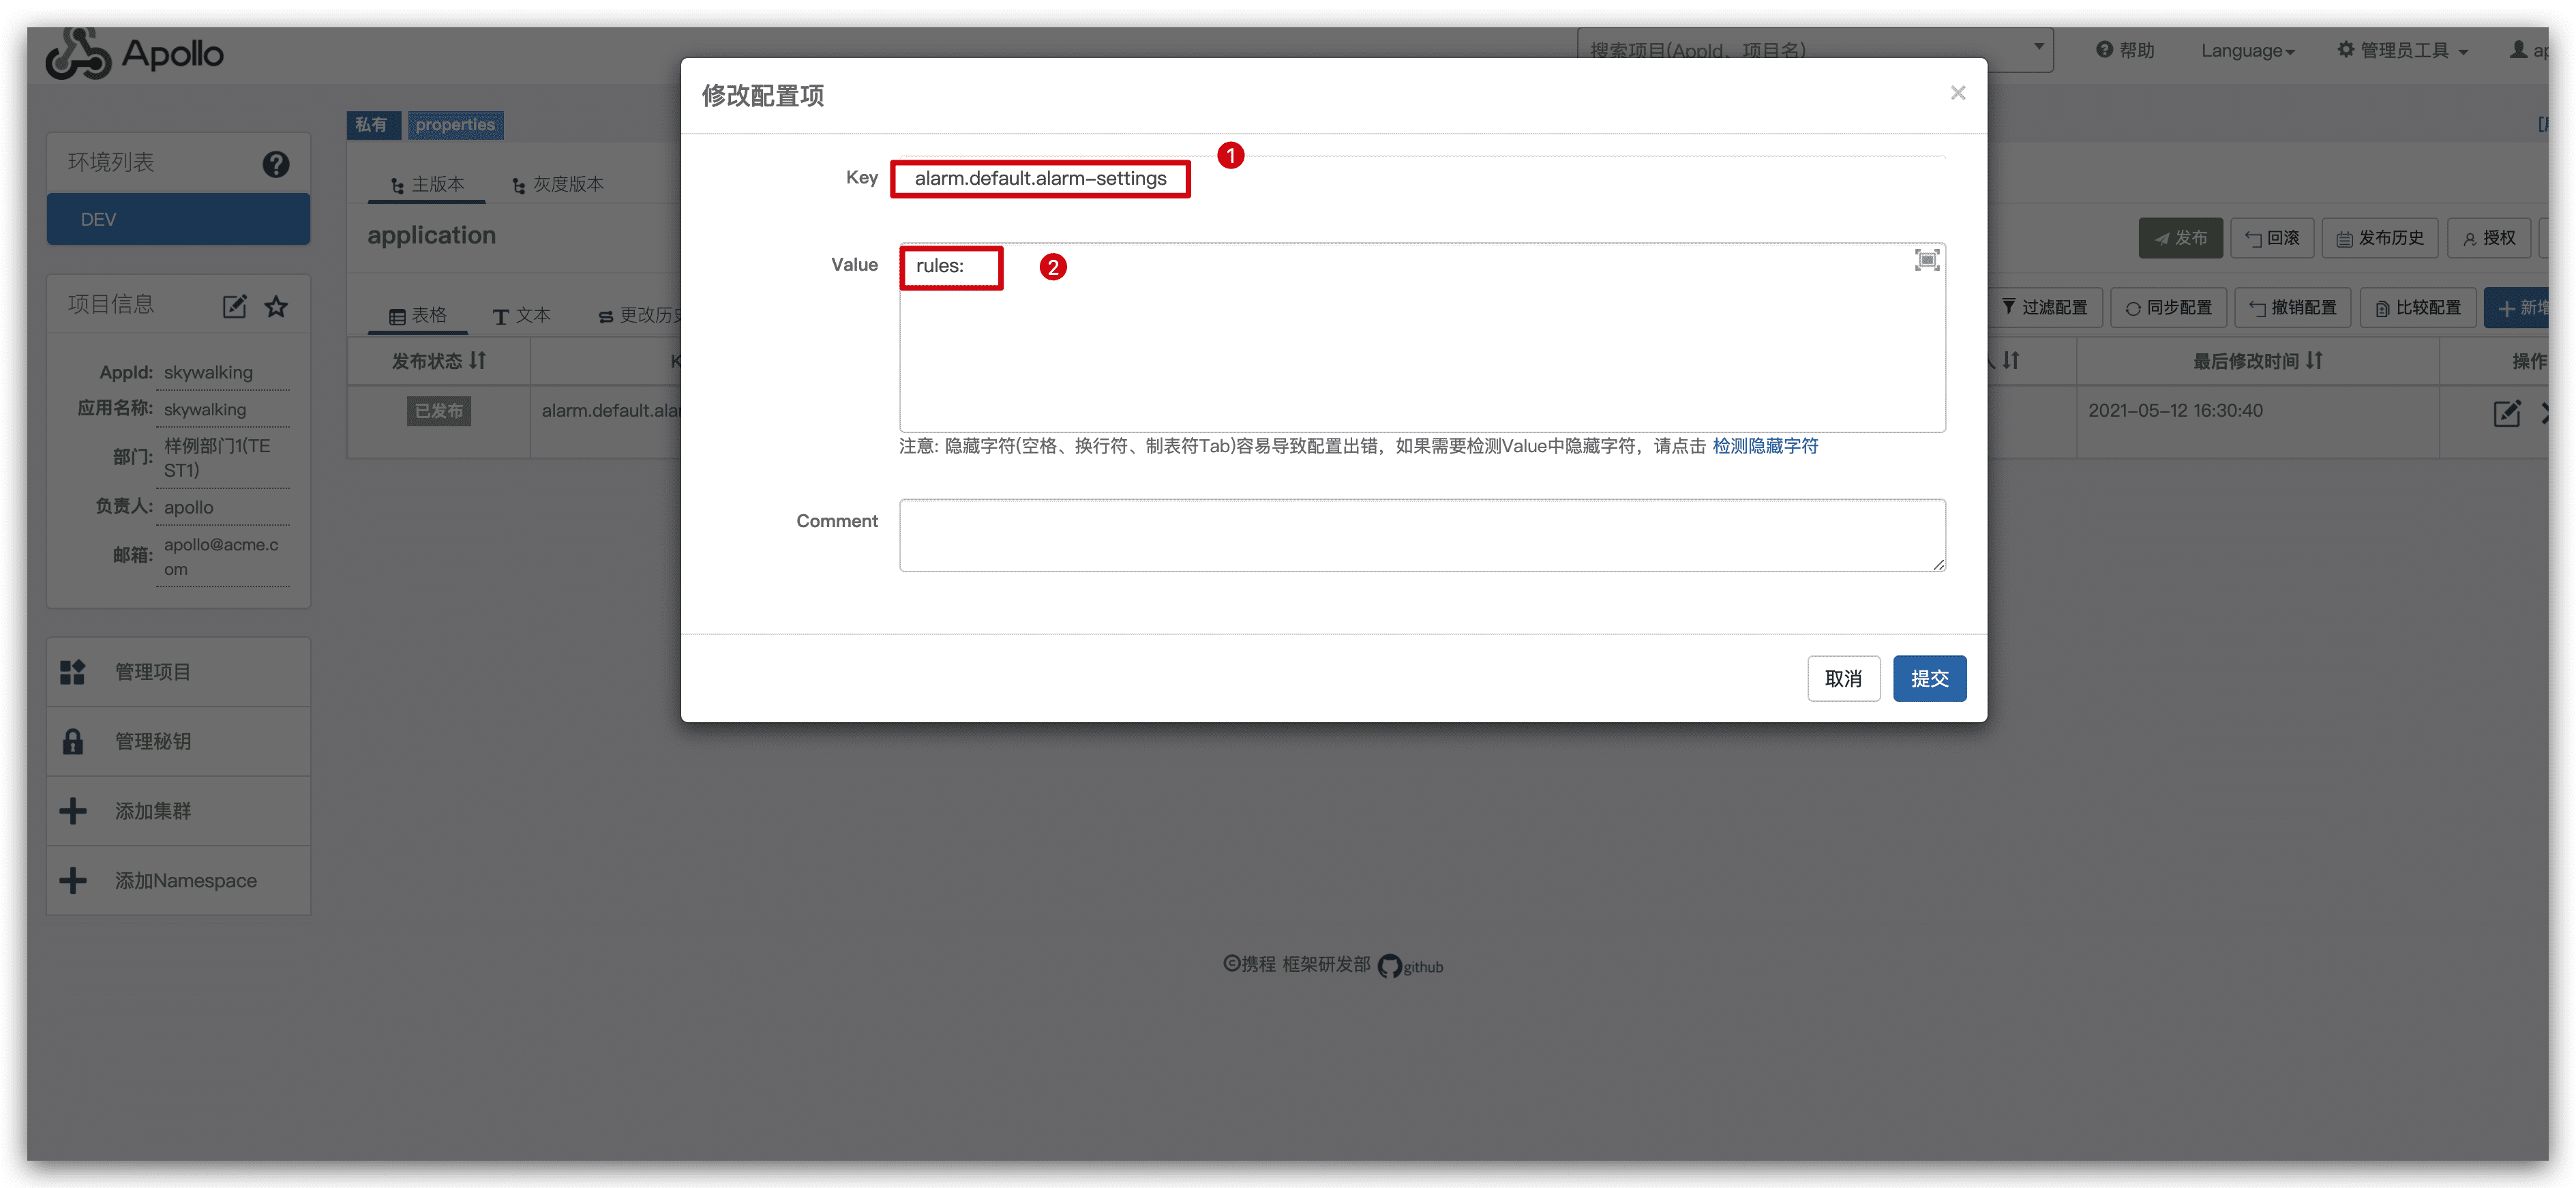 Apollo
搜索项目(AppId、项目名)
帮助
Language
管理员工具
修改配置项
×
私有
properties
环境列表
DEV
主版本
灰度版本
1
Key
alarm.default.alarm-settings
application
发布
回滚
发布历史
授权
Value
rules:
2
项目信息
表格
文本
更改历史
过滤配置
同步配置
撤销配置
比较配置
新增
发布状态
K
最后修改时间
操作
AppId: skywalking
应用名称: skywalking
部门: 样例部门1(TE
ST1)
负责人: apollo
邮箱: apollo@acme.c
om
已发布
alarm.default.alar
2021-05-12 16:30:40
注意: 隐藏字符(空格、换行符、制表符Tab)容易导致配置出错，如果需要检测Value中隐藏字符，请点击 检测隐藏字符
Comment
取消
提交
管理项目
管理秘钥
添加集群
添加Namespace
©携程 框架研发部 github